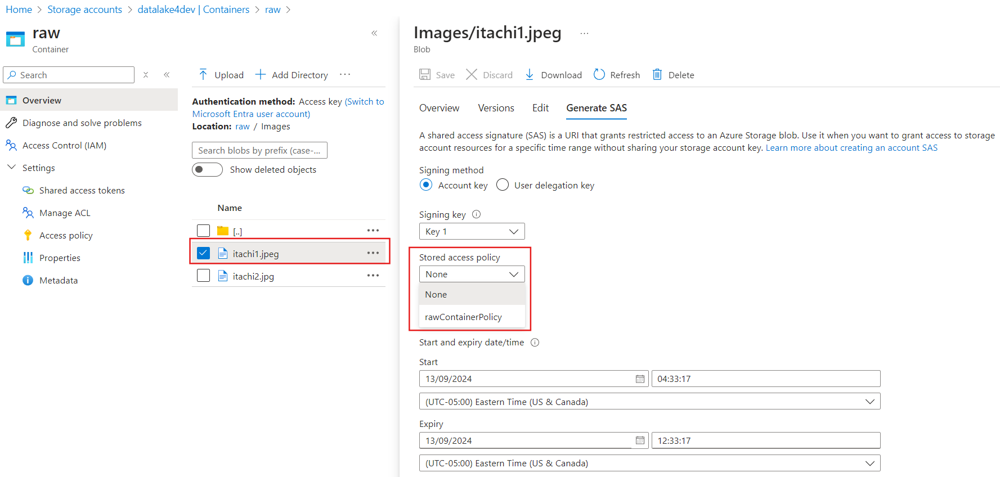 Home > Storage accounts > datalake4dev | Containers > raw >
raw
Container
Search
Overview
Diagnose and solve problems
Access Control (IAM)
Settings
Shared access tokens
Manage ACL
Access policy
Properties
Metadata
Upload
Add Directory
Authentication method: Access key (Switch to
Microsoft Entra user account)
Location: raw / Images
Search blobs by prefix (case-...
Show deleted objects
Name
[..]
itachi1.jpeg
itachi2.jpg
Images/itachi1.jpeg
Blob
Save
Discard
Download
Refresh
Delete
Overview
Versions
Edit
Generate SAS
A shared access signature (SAS) is a URI that grants restricted access to an Azure Storage blob. Use it when you want to grant access to storage
account resources for a specific time range without sharing your storage account key. Learn more about creating an account SAS
Signing method
Account key
User delegation key
Signing key
Key 1
Stored access policy
None
None
rawContainerPolicy
Start and expiry date/time
Start
13/09/2024
04:33:17
(UTC-05:00) Eastern Time (US & Canada)
Expiry
13/09/2024
12:33:17
(UTC-05:00) Eastern Time (US & Canada)